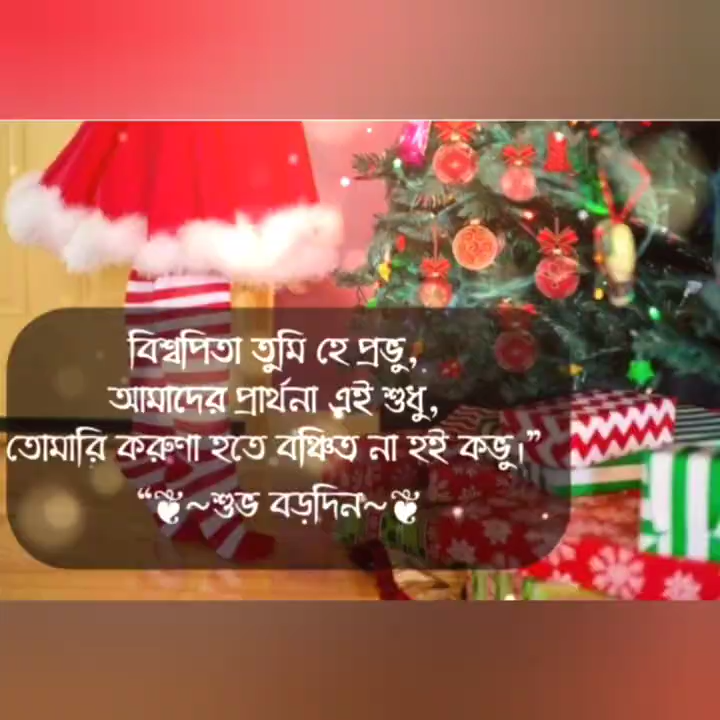 বিশ্বপিতা তুমি হে প্রভু,
আমাদের প্রার্থনা এই শুধু,
তোমারি করুণা হতে বঞ্চিত না হই কভু।”
“❦~শুভ বড়দিন~❦